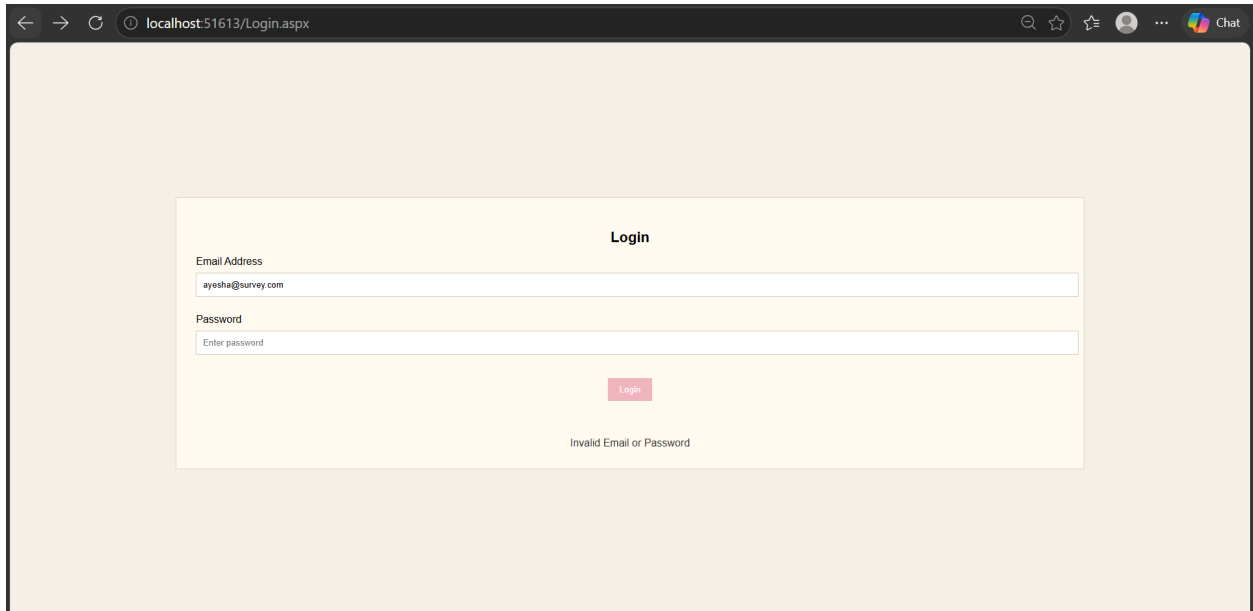 localhost:51613/Login.aspx
Chat
Login
Email Address
ayesha@survey.com
Password
Enter password
Login
Invalid Email or Password